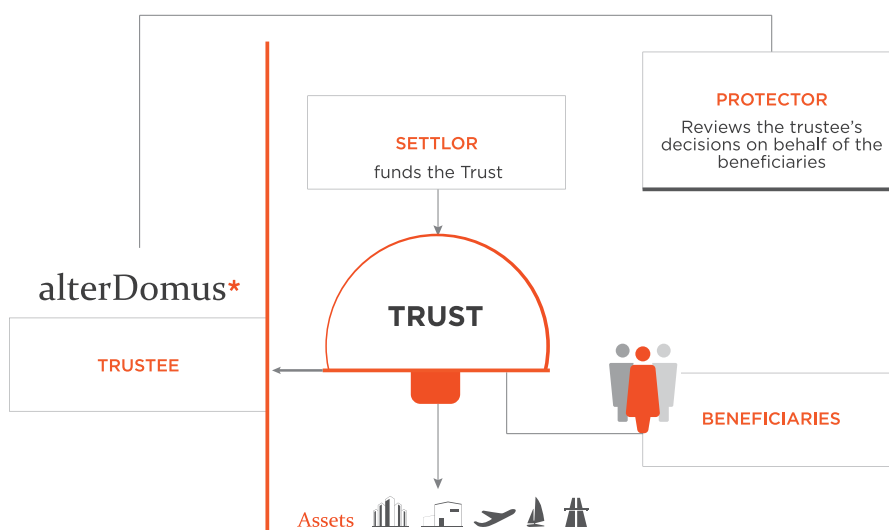 PROTECTOR
Reviews the trustee's
decisions on behalf of the
beneficiaries
SETTLOR
funds the Trust
alterDomus*
TRUST
TRUSTEE
BENEFICIARIES
Assets